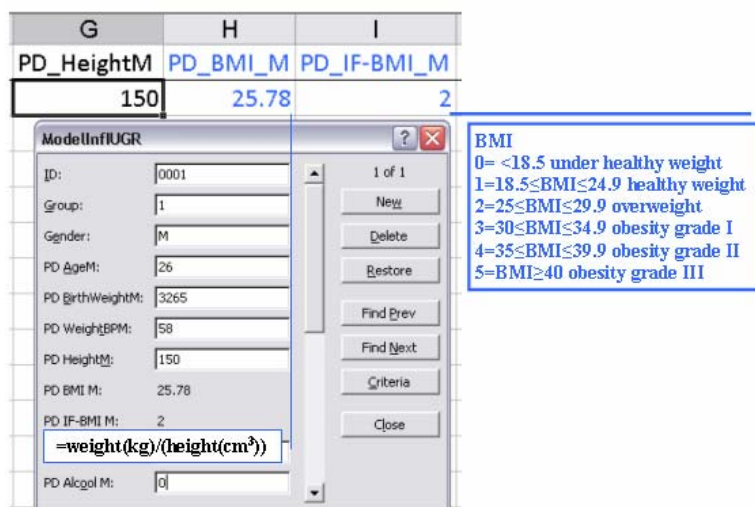 G H I
PD_HeightM PD_BMI_M PD_IF-BMI_M
150 25.78 2
ModelInflUGR
ID: 0001
Group: 1
Gender: M
PD AgeM: 26
PD BirthWeightM: 3265
PD WeightBPM: 58
PD HeightM: 150
PD BMI M: 25.78
PD IF-BMI M: 2
=weight(kg)/(height(cm³))
PD Alcool M: 0
1 of 1
New
Delete
Restore
Find Prev
Find Next
Criteria
Close
BMI
0= <18.5 under healthy weight
1=18.5≤BMI≤24.9 healthy weight
2=25≤BMI≤29.9 overweight
3=30≤BMI≤34.9 obesity grade I
4=35≤BMI≤39.9 obesity grade II
5=BMI≥40 obesity grade III